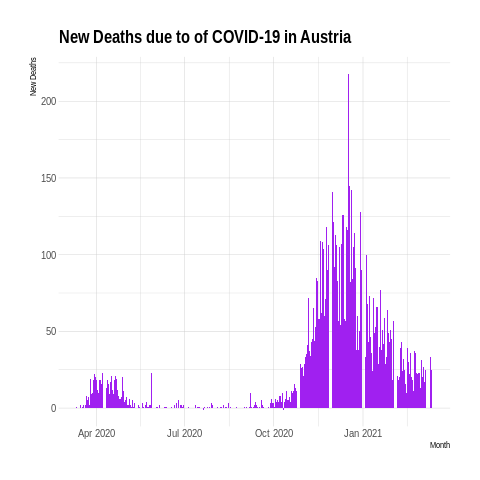 New Deaths due to of COVID-19 in Austria
New Deaths
200
150
100
50
0
Apr 2020 Jul 2020 Oct 2020 Jan 2021
Month